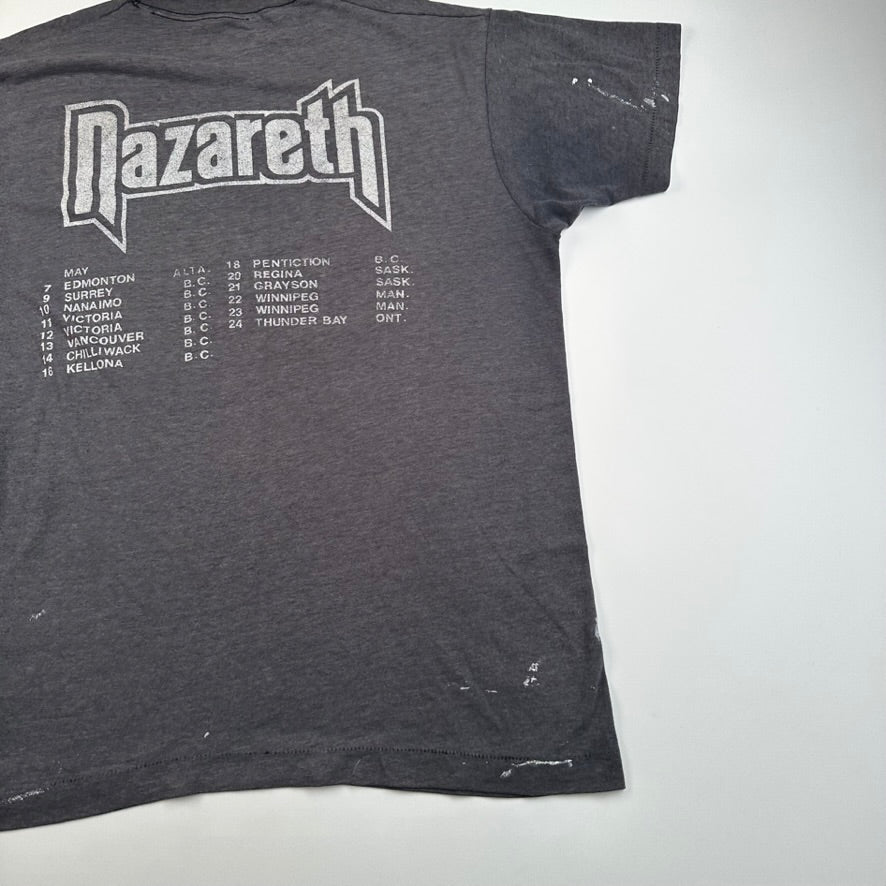 Nazareth
MAY
7 EDMONTON ALTA.
9 SURREY B.C.
10 NANAIMO B.C.
11 VICTORIA B.C.
12 VICTORIA B.C.
13 VANCOUVER B.C.
14 CHILLIWACK B.C.
16 KELLONA B.C.
18 PENTICTION B.C.
20 REGINA SASK.
21 GRAYSON SASK.
22 WINNIPEG MAN.
23 WINNIPEG MAN.
24 THUNDER BAY ONT.